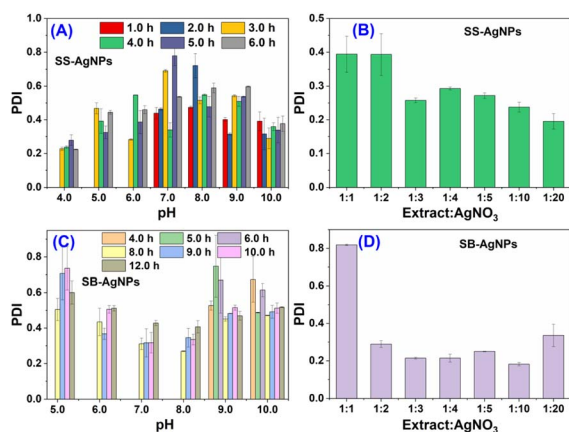 (A)
1.0 h 2.0 h 3.0 h
4.0 h 5.0 h 6.0 h
SS-AgNPs
PDI
1.0
0.8
0.6
0.4
0.2
0.0
4.0 5.0 6.0 7.0 8.0 9.0 10.0
pH
(B)
SS-AgNPs
PDI
0.5
0.4
0.3
0.2
0.1
0.0
1:1 1:2 1:3 1:4 1:5 1:10 1:20
Extract:AgNO3
(C)
4.0 h 5.0 h 6.0 h
8.0 h 9.0 h 10.0 h
12.0 h
SB-AgNPs
PDI
0.8
0.6
0.4
0.2
0.0
5.0 6.0 7.0 8.0 9.0 10.0
pH
(D)
SB-AgNPs
PDI
1.0
0.8
0.6
0.4
0.2
0.0
1:1 1:2 1:3 1:4 1:5 1:10 1:20
Extract:AgNO3